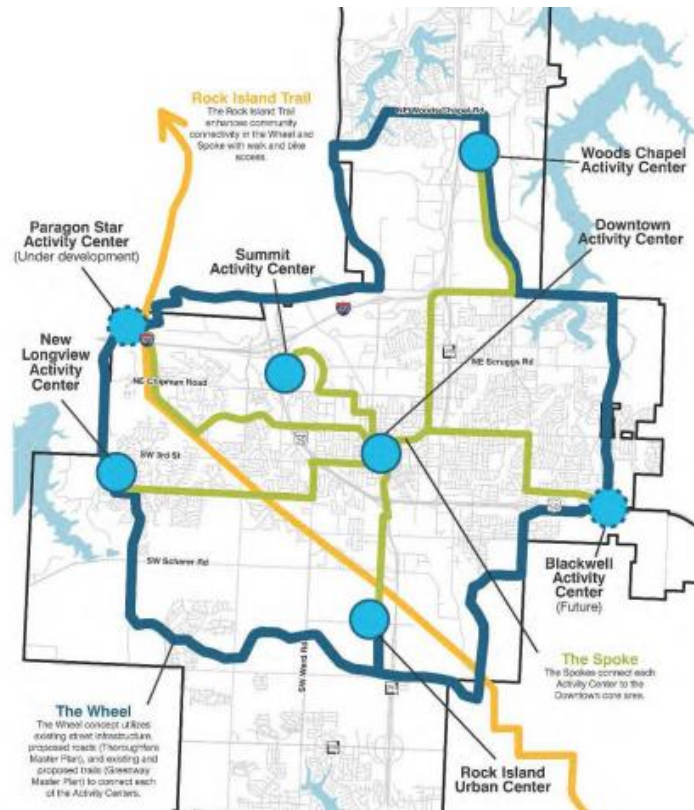 Rock Island Trail
The Rock Island Trail
enhances community
connectivity in the Wheel and
Spoke with walk and bike
access.
NE Woods Chapel Rd
Woods Chapel
Activity Center
Paragon Star
Activity Center
(Under development)
Summit
Activity Center
Downtown
Activity Center
New
Longview
Activity
Center
NE Chipman Road
NE Scruggs Rd
SW 3rd St
SW Scherer Rd
Blackwell
Activity
Center
(Future)
SW Ward Rd
The Spoke
The Spokes connect each
Activity Center to the
Downtown core area.
The Wheel
The Wheel concept utilizes
existing street infrastructure,
proposed roads (Thoroughfare
Master Plan), and existing and
proposed trails (Greenway
Master Plan) to connect each
of the Activity Centers.
Rock Island
Urban Center